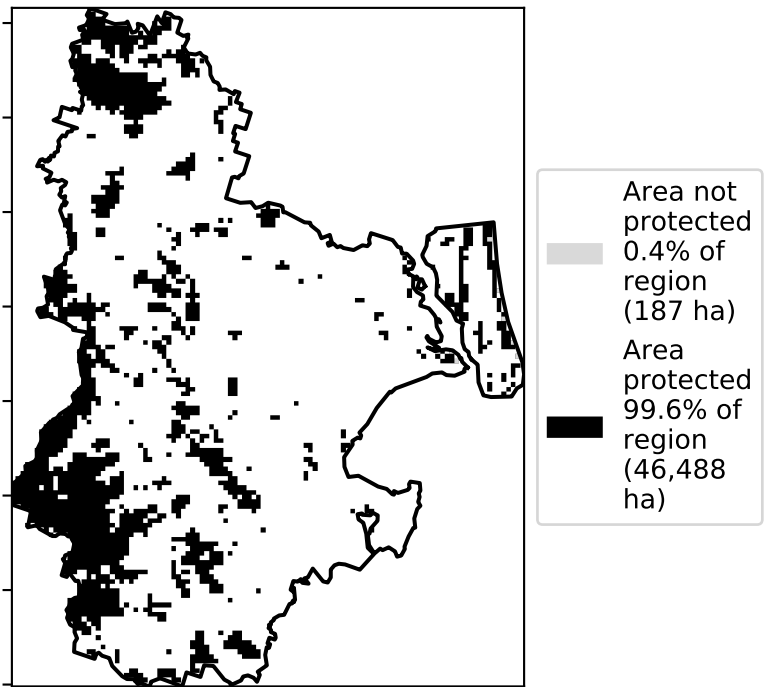 Area not
protected
0.4% of
region
(187 ha)
Area
protected
99.6% of
region
(46,488
ha)